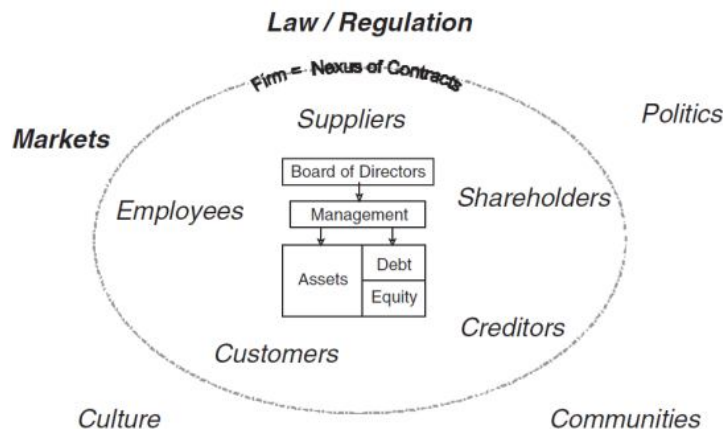 Law / Regulation
Firm = Nexus of Contracts
Suppliers
Politics
Markets
Board of Directors
Employees
Management
Shareholders
Assets
Debt
Equity
Creditors
Customers
Culture
Communities